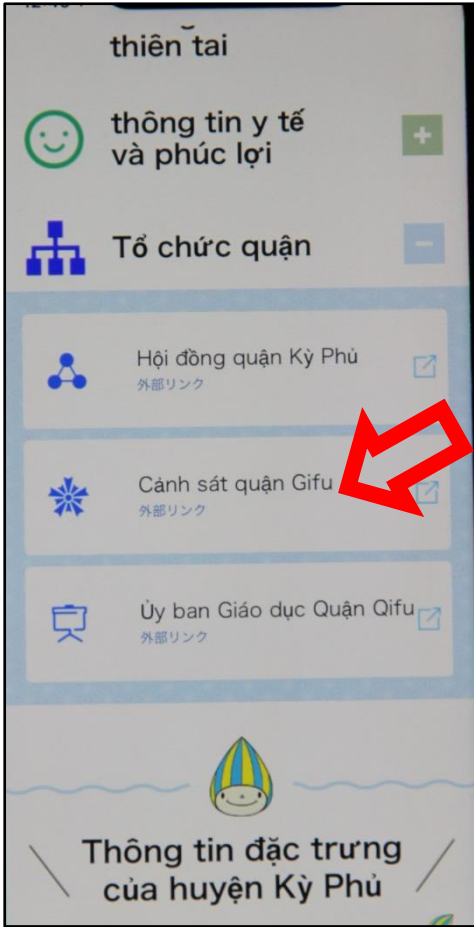 thiên tai
thông tin y tế
và phúc lợi
Tổ chức quận
Hội đồng quận Kỳ Phủ
外部リンク
Cảnh sát quận Gifu
外部リンク
Ủy ban Giáo dục Quận Qifu
外部リンク
Thông tin đặc trưng
của huyện Kỳ Phủ